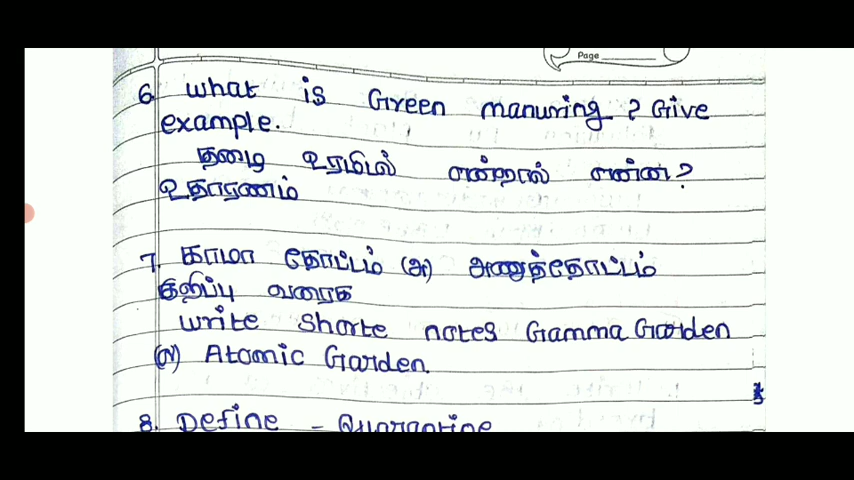 Page
6. What is Green manuring ? Give
example.
தழை உரமிடல் என்றால் என்ன?
உதாரணம்
7. காமா தோட்டம் (அ) அணுத்தோட்டம்
குறிப்பு வரைக
Write Shorte notes Gamma Garden
(or) Atomic Garden.
8. Define - Quarantine